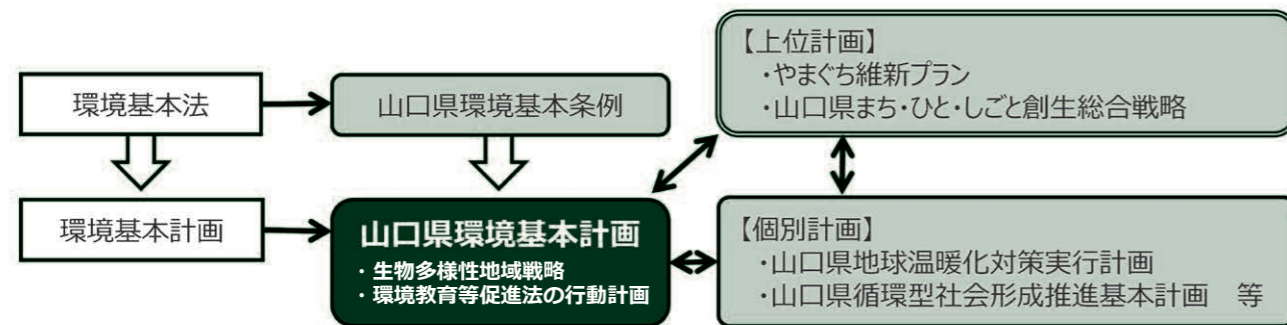 環境基本法
山口県環境基本条例
【上位計画】
・やまぐち維新プラン
・山口県まち・ひと・しごと創生総合戦略
環境基本計画
山口県環境基本計画
・生物多様性地域戦略
・環境教育等促進法の行動計画
【個別計画】
・山口県地球温暖化対策実行計画
・山口県循環型社会形成推進基本計画　等